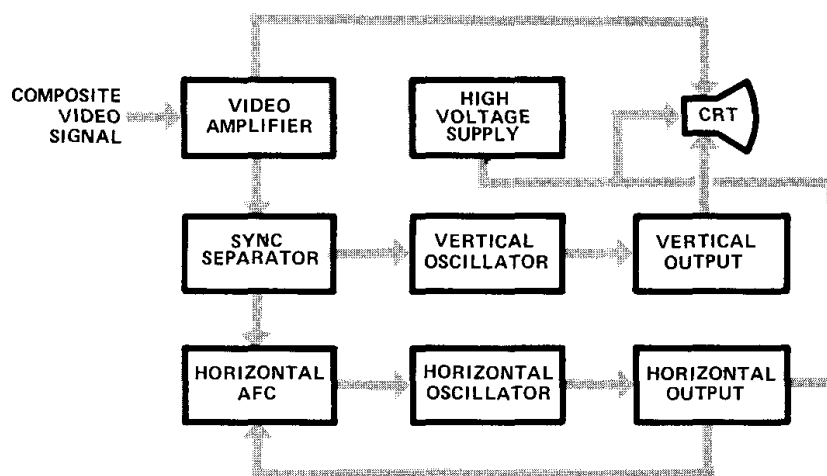 COMPOSITE
VIDEO
SIGNAL
VIDEO
AMPLIFIER
HIGH
VOLTAGE
SUPPLY
CRT
SYNC
SEPARATOR
VERTICAL
OSCILLATOR
VERTICAL
OUTPUT
HORIZONTAL
AFC
HORIZONTAL
OSCILLATOR
HORIZONTAL
OUTPUT